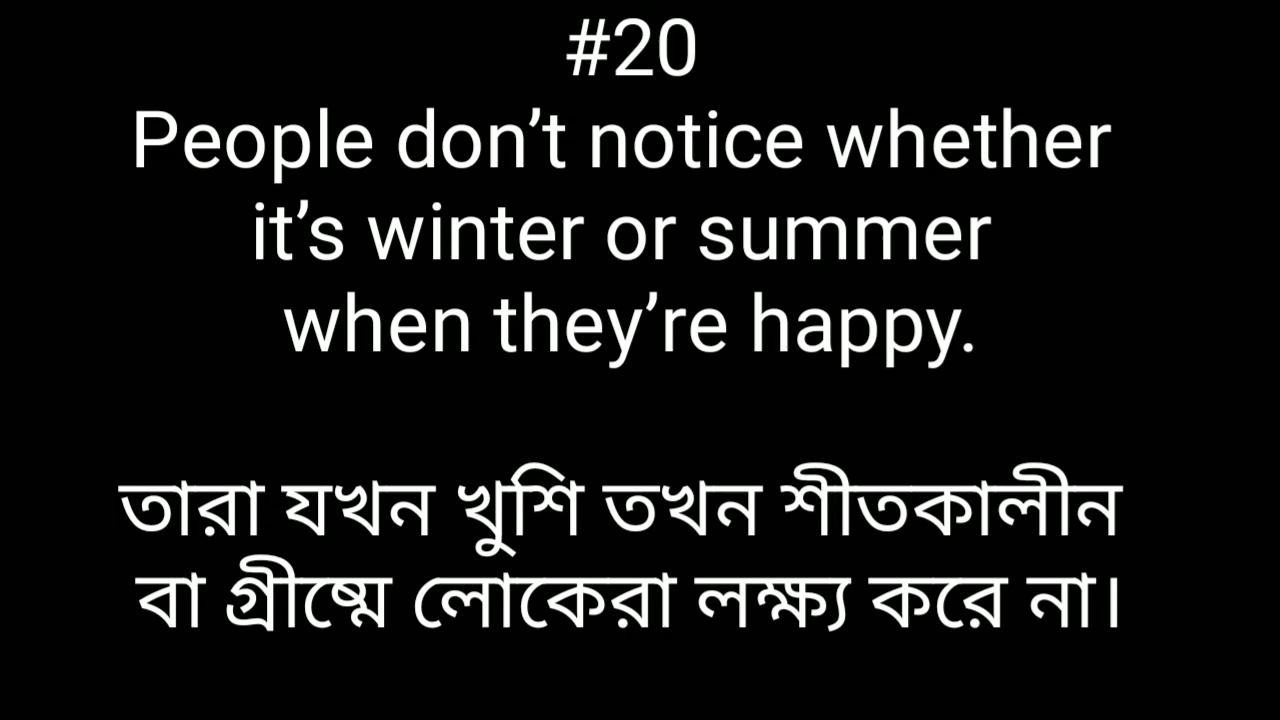 #20
People don’t notice whether
it’s winter or summer
when they’re happy.
তারা যখন খুশি তখন শীতকালীন
বা গ্রীষ্মে লোকেরা লক্ষ্য করে না।